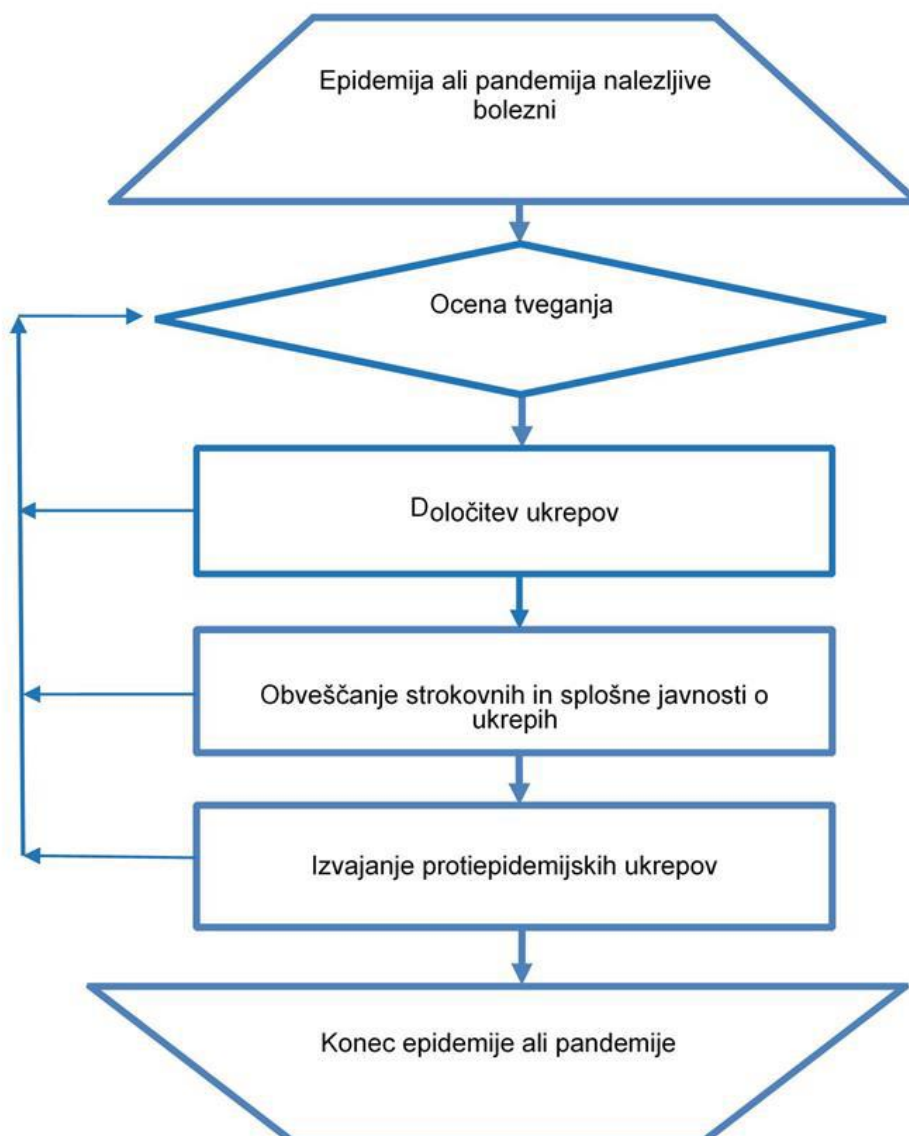 Epidemija ali pandemija nalezljive
bolezni
Ocena tveganja
Določitev ukrepov
Obveščanje strokovnih in splošne javnosti o
ukrepih
Izvajanje protiepidemijskih ukrepov
Konec epidemije ali pandemije